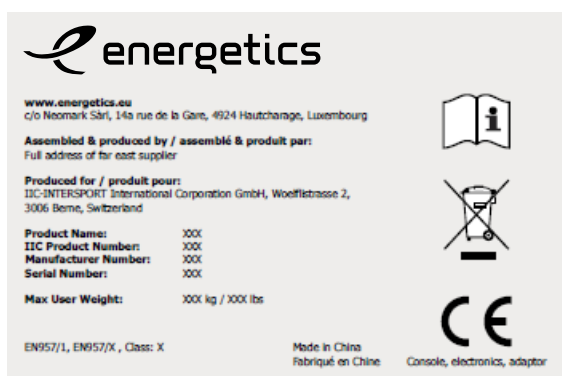 energetics
www.energetics.eu
c/o Neomark Sàrl, 14a rue de la Gare, 4924 Hautcharage, Luxembourg
Assembled & produced by / assemblé & produit par:
Full address of far east supplier
Produced for / produit pour:
IIC-INTERSPORT International Corporation GmbH, Woelflistrasse 2,
3006 Berne, Switzerland
Product Name: XXX
IIC Product Number: XXX
Manufacturer Number: XXX
Serial Number: XXX
Max User Weight: XXX kg / XXX lbs
EN957/1, EN957/X , Class: X
Made in China
Fabriqué en Chine
i
CE
Console, electronics, adaptor